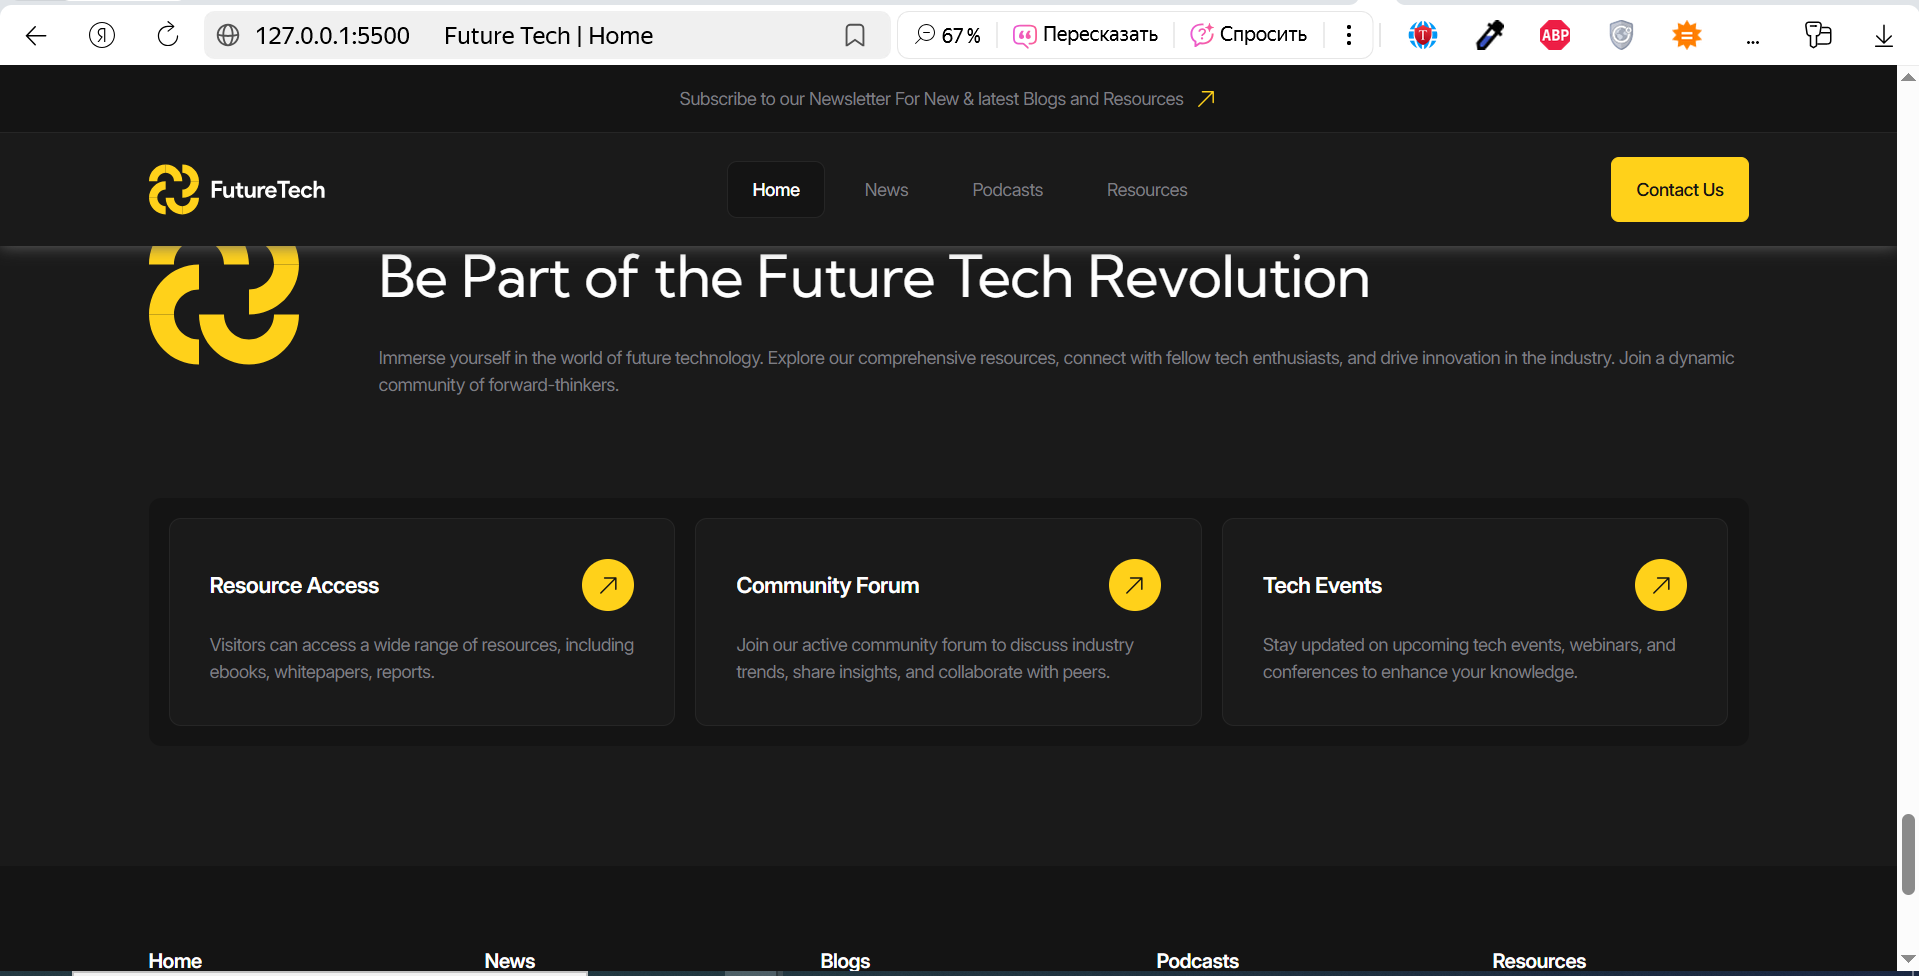 127.0.0.1:5500 Future Tech | Home 67 % Пересказать Спросить ABP ...
Subscribe to our Newsletter For New & latest Blogs and Resources
FutureTech Home News Podcasts Resources Contact Us
Be Part of the Future Tech Revolution
Immerse yourself in the world of future technology. Explore our comprehensive resources, connect with fellow tech enthusiasts, and drive innovation in the industry. Join a dynamic
community of forward-thinkers.
Resource Access
Visitors can access a wide range of resources, including
ebooks, whitepapers, reports.
Community Forum
Join our active community forum to discuss industry
trends, share insights, and collaborate with peers.
Tech Events
Stay updated on upcoming tech events, webinars, and
conferences to enhance your knowledge.
Home News Blogs Podcasts Resources